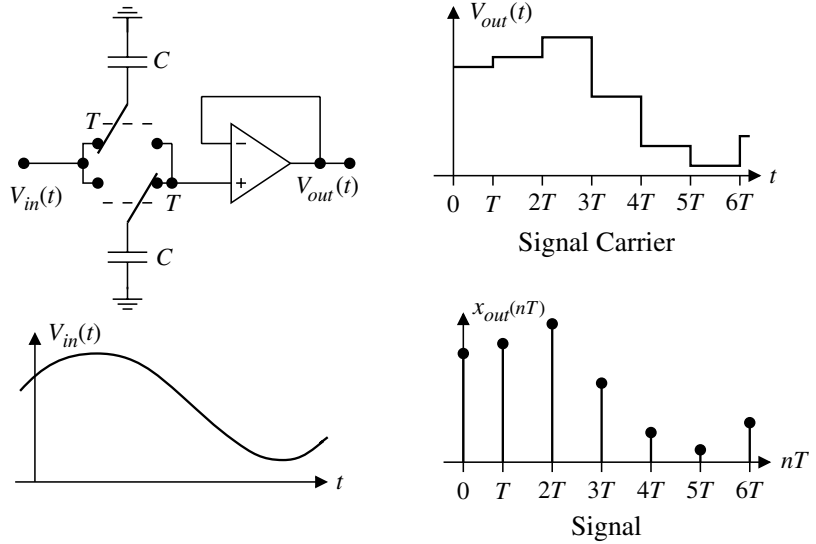 C
T
V_in(t)
−
+
V_out(t)
T
C
V_out(t)
t
0 T 2T 3T 4T 5T 6T
Signal Carrier
V_in(t)
t
x_out(nT)
nT
0 T 2T 3T 4T 5T 6T
Signal